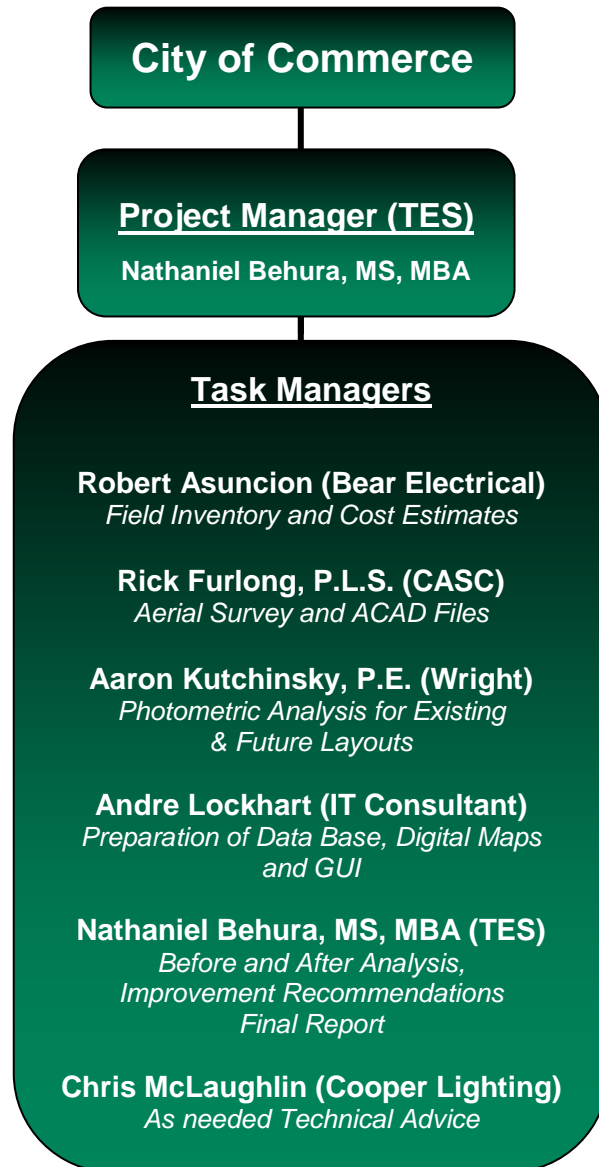 City of Commerce
Project Manager (TES)
Nathaniel Behura, MS, MBA
Task Managers
Robert Asuncion (Bear Electrical)
Field Inventory and Cost Estimates
Rick Furlong, P.L.S. (CASC)
Aerial Survey and ACAD Files
Aaron Kutchinsky, P.E. (Wright)
Photometric Analysis for Existing
& Future Layouts
Andre Lockhart (IT Consultant)
Preparation of Data Base, Digital Maps
and GUI
Nathaniel Behura, MS, MBA (TES)
Before and After Analysis,
Improvement Recommendations
Final Report
Chris McLaughlin (Cooper Lighting)
As needed Technical Advice